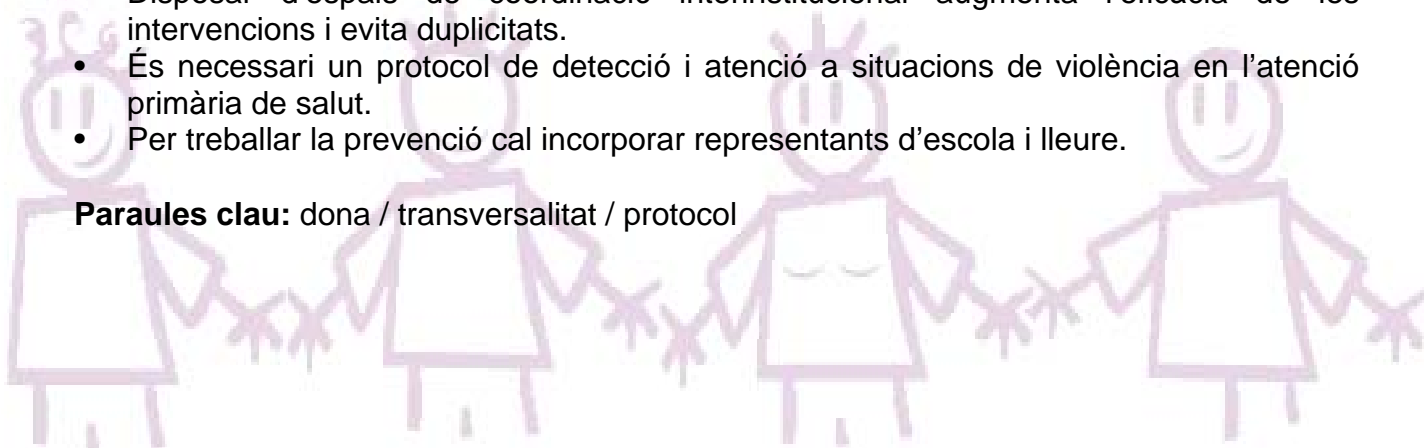 Disposar d'espais de coordinació interinstitucional augmenta l'eficàcia de les
intervencions i evita duplicitats.
• És necessari un protocol de detecció i atenció a situacions de violència en l'atenció
primària de salut.
• Per treballar la prevenció cal incorporar representants d'escola i lleure.
Paraules clau: dona / transversalitat / protocol